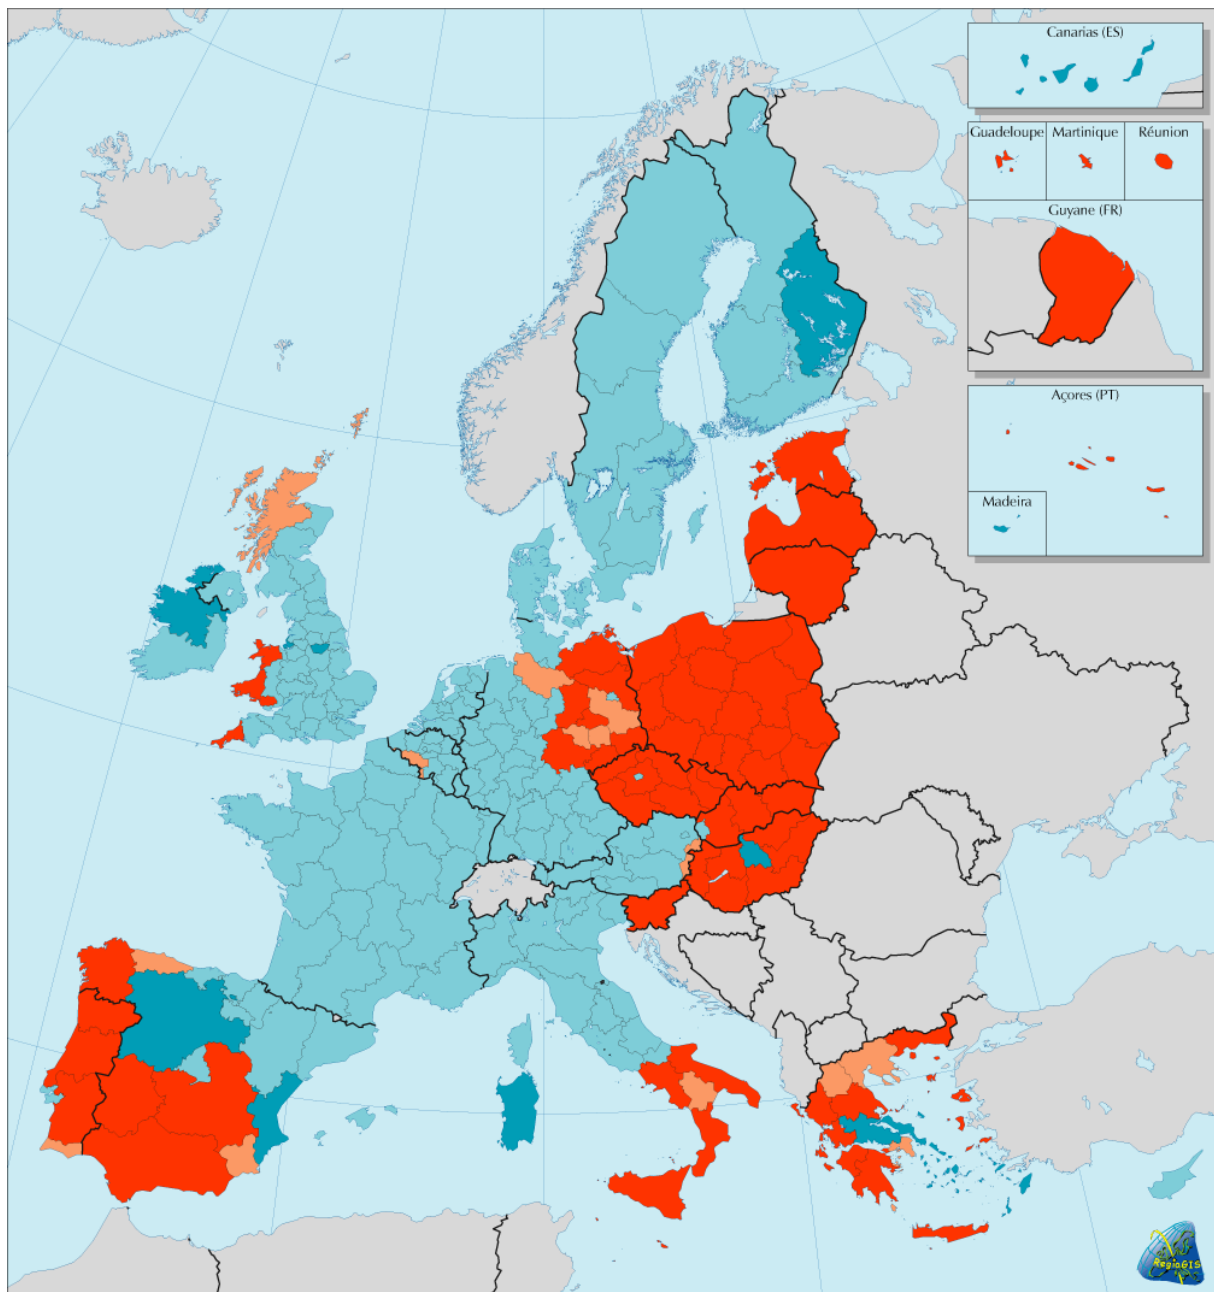 Canarias (ES)
Guadeloupe
Martinique
Réunion
Guyane (FR)
Açores (PT)
Madeira
RegioGIS